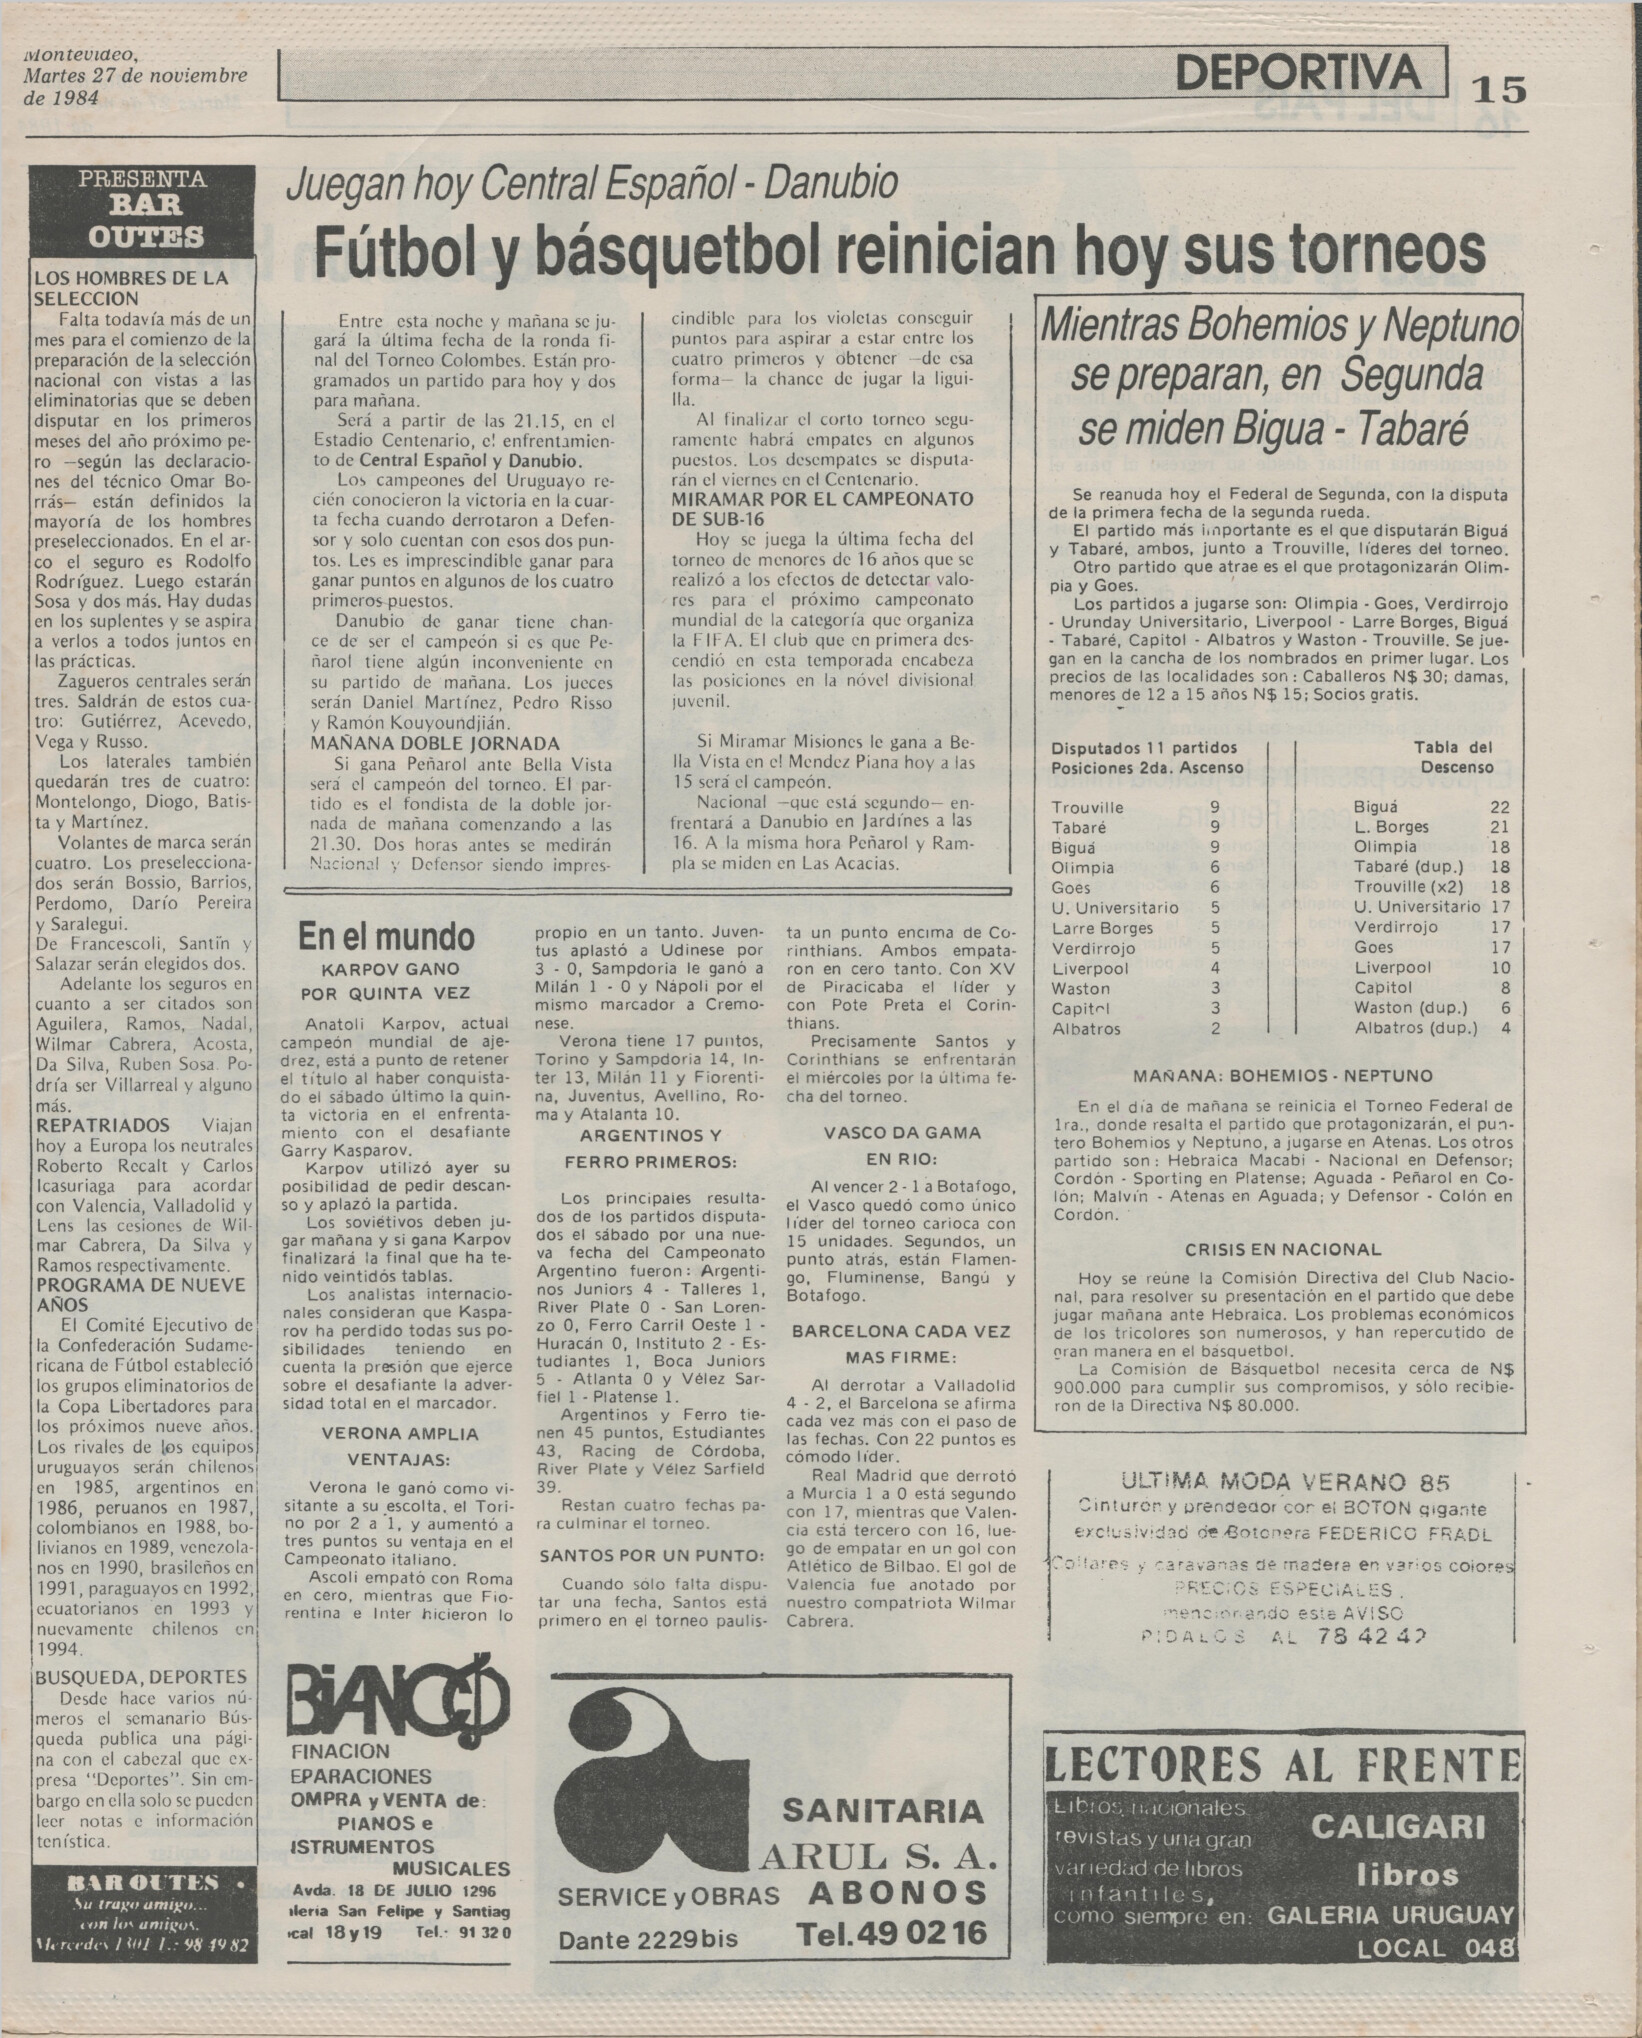 Montevideo,
Martes 27 de noviembre
de 1984
DEPORTIVA
15
PRESENTA
BAR
OUTES
LOS HOMBRES DE LA
SELECCION
Falta todavía más de un
mes para el comienzo de la
preparación de la selección
nacional con vistas a las
eliminatorias que se deben
disputar en los primeros
meses del año próximo pe-
ro —según las declaracio-
nes del técnico Omar Bo-
rrás— están definidos la
mayoría de los hombres
preseleccionados. En el ar-
co el seguro es Rodolfo
Rodríguez. Luego estarán
Sosa y dos más. Hay dudas
en los suplentes y se aspira
a verlos a todos juntos en
las prácticas.
Zagueros centrales serán
tres. Saldrán de estos cua-
tro: Gutiérrez, Acevedo,
Vega y Russo.
Los laterales también
quedarán tres de cuatro:
Montelongo, Diogo, Batis-
ta y Martínez.
Volantes de marca serán
cuatro. Los preselecciona-
dos serán Bossio, Barrios,
Perdomo, Darío Pereira
y Saralegui.
De Francescoli, Santín y
Salazar serán elegidos dos.
Adelante los seguros en
cuanto a ser citados son
Aguilera, Ramos, Nadal,
Wilmar Cabrera, Acosta,
Da Silva, Ruben Sosa. Po-
dría ser Villarreal y alguno
más.
REPATRIADOS Viajan
hoy a Europa los neutrales
Roberto Recalt y Carlos
Icasuriaga para acordar
con Valencia, Valladolid y
Lens las cesiones de Wil-
mar Cabrera, Da Silva y
Ramos respectivamente.
PROGRAMA DE NUEVE
AÑOS
El Comité Ejecutivo de
la Confederación Sudame-
ricana de Fútbol estableció
los grupos eliminatorios de
la Copa Libertadores para
los próximos nueve años.
Los rivales de los equipos
uruguayos serán chilenos
en 1985, argentinos en
1986, peruanos en 1987,
colombianos en 1988, bo-
livianos en 1989, venezola-
nos en 1990, brasileños en
1991, paraguayos en 1992,
ecuatorianos en 1993 y
nuevamente chilenos en
1994.
BUSQUEDA, DEPORTES
Desde hace varios nú-
meros el semanario Bús-
queda publica una pági-
na con el cabezal que ex-
presa "Deportes". Sin em-
bargo en ella solo se pueden
leer notas e información
tenística.
BAR OUTES
Su trago amigo...
con los amigos.
Mercedes 1301 T.: 98 49 82
Juegan hoy Central Español - Danubio
Fútbol y básquetbol reinician hoy sus torneos
Entre esta noche y mañana se ju-
gará la última fecha de la ronda fi-
nal del Torneo Colombes. Están pro-
gramados un partido para hoy y dos
para mañana.
Será a partir de las 21.15, en el
Estadio Centenario, el enfrentamien-
to de Central Español y Danubio.
Los campeones del Uruguayo re-
cién conocieron la victoria en la cuar-
ta fecha cuando derrotaron a Defen-
sor y solo cuentan con esos dos pun-
tos. Les es imprescindible ganar para
ganar puntos en algunos de los cuatro
primeros puestos.
Danubio de ganar tiene chan-
ce de ser el campeón si es que Pe-
ñarol tiene algún inconveniente en
su partido de mañana. Los jueces
serán Daniel Martínez, Pedro Risso
y Ramón Kouyoundjián.
MAÑANA DOBLE JORNADA
Si gana Peñarol ante Bella Vista
será el campeón del torneo. El par-
tido es el fondista de la doble jor-
nada de mañana comenzando a las
21.30. Dos horas antes se medirán
Nacional y Defensor siendo impres-
cindible para los violetas conseguir
puntos para aspirar a estar entre los
cuatro primeros y obtener —de esa
forma— la chance de jugar la ligui-
lla.
Al finalizar el corto torneo segu-
ramente habrá empates en algunos
puestos. Los desempates se disputa-
rán el viernes en el Centenario.
MIRAMAR POR EL CAMPEONATO
DE SUB-16
Hoy se juega la última fecha del
torneo de menores de 16 años que se
realizó a los efectos de detectar valo-
res para el próximo campeonato
mundial de la categoría que organiza
la FIFA. El club que en primera des-
cendió en esta temporada encabeza
las posiciones en la nóvel divisional
juvenil.
Si Miramar Misiones le gana a Be-
lla Vista en el Mendez Piana hoy a las
15 será el campeón.
Nacional —que está segundo— en-
frentará a Danubio en Jardínes a las
16. A la misma hora Peñarol y Ram-
pla se miden en Las Acacias.
Mientras Bohemios y Neptuno
se preparan, en Segunda
se miden Bigua - Tabaré
Se reanuda hoy el Federal de Segunda, con la disputa
de la primera fecha de la segunda rueda.
El partido más importante es el que disputarán Biguá
y Tabaré, ambos, junto a Trouville, líderes del torneo.
Otro partido que atrae es el que protagonizarán Olim-
pia y Goes.
Los partidos a jugarse son: Olimpia - Goes, Verdirrojo
- Urunday Universitario, Liverpool - Larre Borges, Biguá
- Tabaré, Capitol - Albatros y Waston - Trouville. Se jue-
gan en la cancha de los nombrados en primer lugar. Los
precios de las localidades son: Caballeros N$ 30; damas,
menores de 12 a 15 años N$ 15; Socios gratis.
Disputados 11 partidos Tabla del
Posiciones 2da. Ascenso Descenso
Trouville 9 Biguá 22
Tabaré 9 L. Borges 21
Biguá 9 Olimpia 18
Olimpia 6 Tabaré (dup.) 18
Goes 6 Trouville (x2) 18
U. Universitario 5 U. Universitario 17
Larre Borges 5 Verdirrojo 17
Verdirrojo 5 Goes 17
Liverpool 4 Liverpool 10
Waston 3 Capitol 8
Capitol 3 Waston (dup.) 6
Albatros 2 Albatros (dup.) 4
MAÑANA: BOHEMIOS - NEPTUNO
En el día de mañana se reinicia el Torneo Federal de
1ra., donde resalta el partido que protagonizarán, el pun-
tero Bohemios y Neptuno, a jugarse en Atenas. Los otros
partido son: Hebraica Macabi - Nacional en Defensor;
Cordón - Sporting en Platense; Aguada - Peñarol en Co-
lón; Malvín - Atenas en Aguada; y Defensor - Colón en
Cordón.
CRISIS EN NACIONAL
Hoy se reúne la Comisión Directiva del Club Nacio-
nal, para resolver su presentación en el partido que debe
jugar mañana ante Hebraica. Los problemas económicos
de los tricolores son numerosos, y han repercutido de
gran manera en el básquetbol.
La Comisión de Básquetbol necesita cerca de N$
900.000 para cumplir sus compromisos, y sólo recibie-
ron de la Directiva N$ 80.000.
En el mundo
KARPOV GANO
POR QUINTA VEZ
Anatoli Karpov, actual
campeón mundial de aje-
drez, está a punto de retener
el título al haber conquista-
do el sábado último la quin-
ta victoria en el enfrenta-
miento con el desafiante
Garry Kasparov.
Karpov utilizó ayer su
posibilidad de pedir descan-
so y aplazó la partida.
Los soviétivos deben ju-
gar mañana y si gana Karpov
finalizará la final que ha te-
nido veintidós tablas.
Los analistas internacio-
nales consideran que Kaspa-
rov ha perdido todas sus po-
sibilidades teniendo en
cuenta la presión que ejerce
sobre el desafiante la adver-
sidad total en el marcador.
VERONA AMPLIA
VENTAJAS:
Verona le ganó como vi-
sitante a su escolta, el Tori-
no por 2 a 1, y aumentó a
tres puntos su ventaja en el
Campeonato italiano.
Ascoli empató con Roma
en cero, mientras que Fio-
rentina e Inter hicieron lo
propio en un tanto. Juven-
tus aplastó a Udinese por
3 - 0, Sampdoria le ganó a
Milán 1 - 0 y Nápoli por el
mismo marcador a Cremo-
nese.
Verona tiene 17 puntos,
Torino y Sampdoria 14, In-
ter 13, Milán 11 y Fiorenti-
na, Juventus, Avellino, Ro-
ma y Atalanta 10.
ARGENTINOS Y
FERRO PRIMEROS:
Los principales resulta-
dos de los partidos disputa-
dos el sábado por una nue-
va fecha del Campeonato
Argentino fueron: Argenti-
nos Juniors 4 - Talleres 1,
River Plate 0 - San Loren-
zo 0, Ferro Carril Oeste 1 -
Huracán 0, Instituto 2 - Es-
tudiantes 1, Boca Juniors
5 - Atlanta 0 y Vélez Sar-
fiel 1 - Platense 1.
Argentinos y Ferro tie-
nen 45 puntos, Estudiantes
43, Racing de Córdoba,
River Plate y Vélez Sarfield
39.
Restan cuatro fechas pa-
ra culminar el torneo.
SANTOS POR UN PUNTO:
Cuando sólo falta dispu-
tar una fecha, Santos está
primero en el torneo paulis-
ta un punto encima de Co-
rinthians. Ambos empata-
ron en cero tanto. Con XV
de Piracicaba el líder y
con Pote Preta el Corin-
thians.
Precisamente Santos y
Corinthians se enfrentarán
el miércoles por la última fe-
cha del torneo.
VASCO DA GAMA
EN RIO:
Al vencer 2 - 1 a Botafogo,
el Vasco quedó como único
líder del torneo carioca con
15 unidades. Segundos, un
punto atrás, están Flamen-
go, Fluminense, Bangú y
Botafogo.
BARCELONA CADA VEZ
MAS FIRME:
Al derrotar a Valladolid
4 - 2, el Barcelona se afirma
cada vez más con el paso de
las fechas. Con 22 puntos es
cómodo líder.
Real Madrid que derrotó
a Murcia 1 a 0 está segundo
con 17, mientras que Valen-
cia está tercero con 16, lue-
go de empatar en un gol con
Atlético de Bilbao. El gol de
Valencia fue anotado por
nuestro compatriota Wilmar
Cabrera.
ULTIMA MODA VERANO 85
Cinturón y prendedor con el BOTON gigante
exclusividad de Botonera FEDERICO FRADL
Collares y caravanas de madera en varios colores
PRECIOS ESPECIALES
mencionando este AVISO
PIDALOS AL 78 42 42
BIANCO
FINACION
EPARACIONES
OMPRA y VENTA de:
PIANOS e
ISTRUMENTOS
MUSICALES
Avda. 18 DE JULIO 1296
lería San Felipe y Santiag
ocal 18 y 19 Tel.: 91 32 0
a
SANITARIA
ARUL S. A.
SERVICE y OBRAS ABONOS
Dante 2229 bis Tel. 49 02 16
LECTORES AL FRENTE
Libros nacionales
revistas y una gran
variedad de libros
infantiles,
como siempre en:
CALIGARI
libros
GALERIA URUGUAY
LOCAL 048